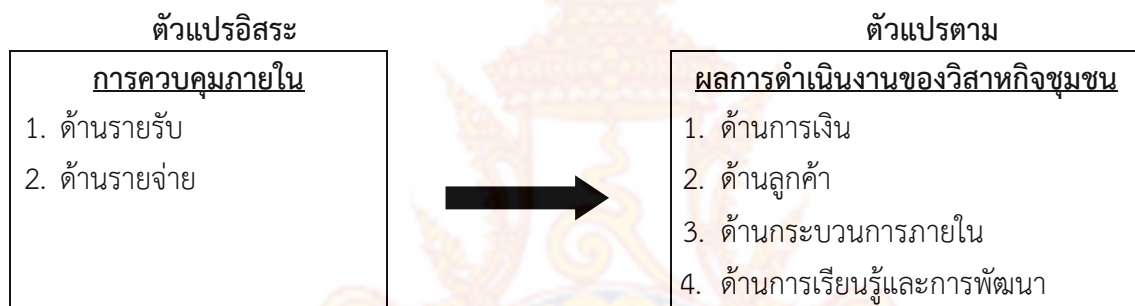 ตัวแปรอิสระ
การควบคุมภายใน
1. ด้านรายรับ
2. ด้านรายจ่าย
ตัวแปรตาม
ผลการดำเนินงานของวิสาหกิจชุมชน
1. ด้านการเงิน
2. ด้านลูกค้า
3. ด้านกระบวนการภายใน
4. ด้านการเรียนรู้และการพัฒนา